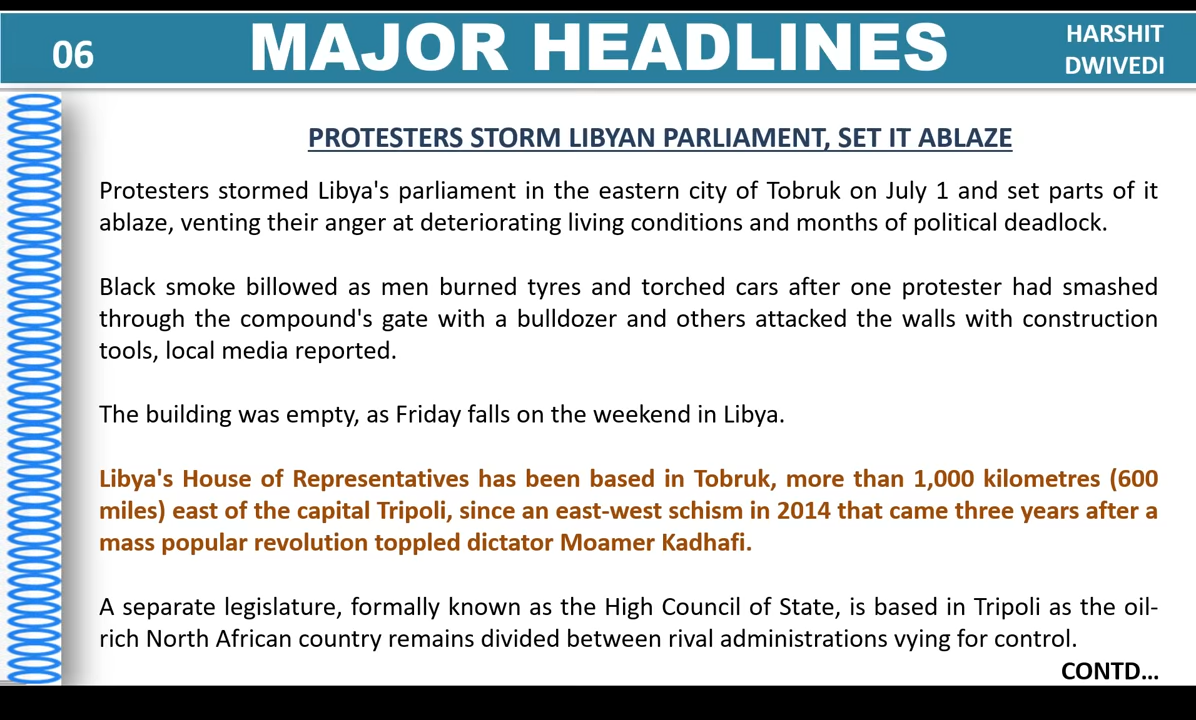 06
MAJOR HEADLINES
HARSHIT
DWIVEDI
PROTESTERS STORM LIBYAN PARLIAMENT, SET IT ABLAZE
Protesters stormed Libya's parliament in the eastern city of Tobruk on July 1 and set parts of it
ablaze, venting their anger at deteriorating living conditions and months of political deadlock.
Black smoke billowed as men burned tyres and torched cars after one protester had smashed
through the compound's gate with a bulldozer and others attacked the walls with construction
tools, local media reported.
The building was empty, as Friday falls on the weekend in Libya.
Libya's House of Representatives has been based in Tobruk, more than 1,000 kilometres (600
miles) east of the capital Tripoli, since an east-west schism in 2014 that came three years after a
mass popular revolution toppled dictator Moamer Kadhafi.
A separate legislature, formally known as the High Council of State, is based in Tripoli as the oil-
rich North African country remains divided between rival administrations vying for control.
CONTD...